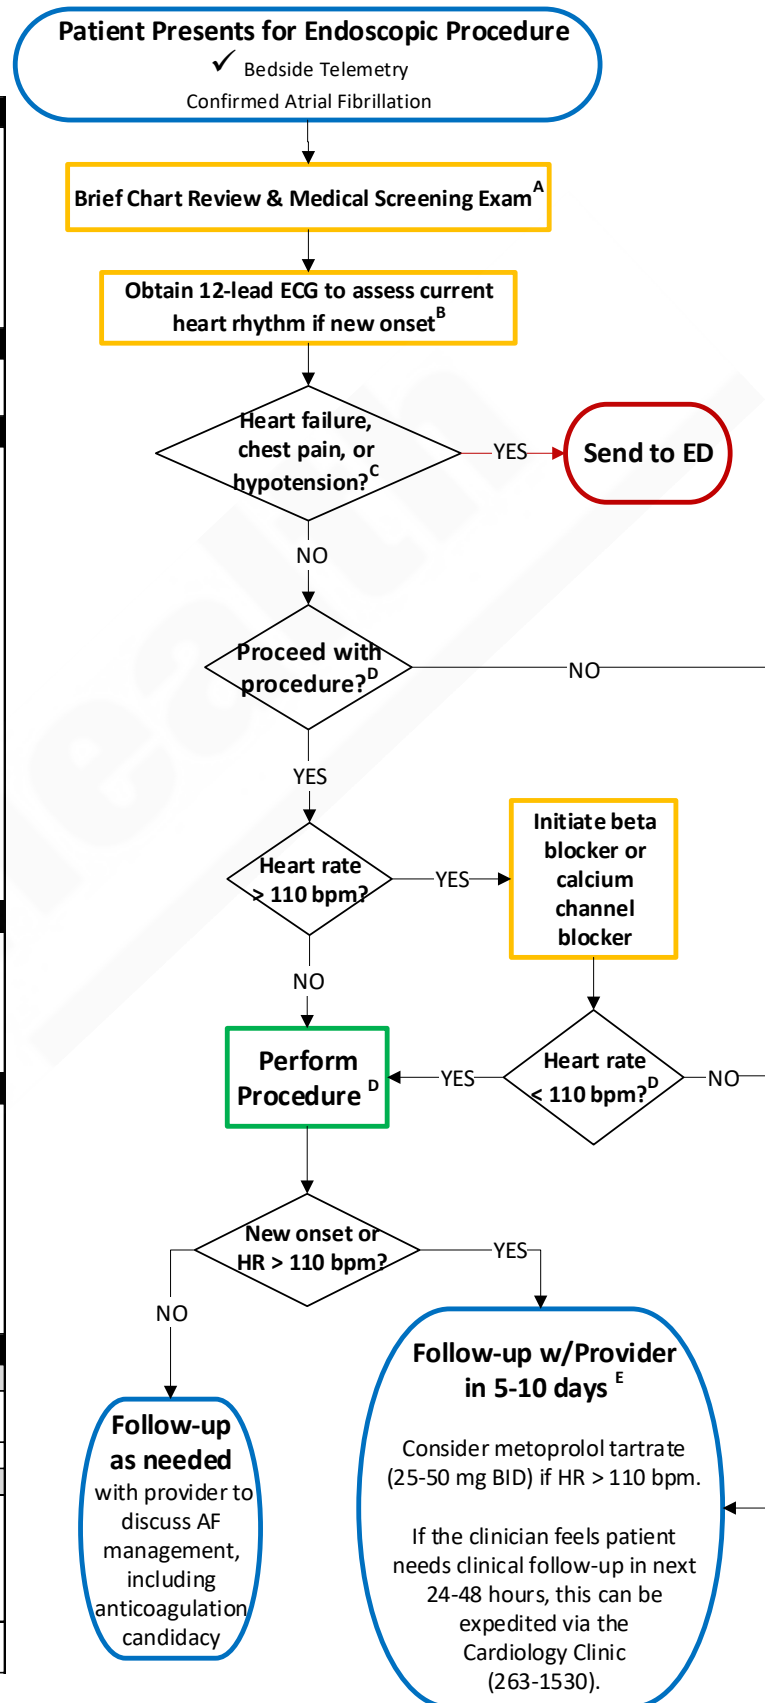 Patient Presents for Endoscopic Procedure
✓ Bedside Telemetry
Confirmed Atrial Fibrillation
Brief Chart Review & Medical Screening Exam A
Obtain 12-lead ECG to assess current
heart rhythm if new onset B
Heart failure,
chest pain, or
hypotension? C
YES
Send to ED
NO
Proceed with
procedure? D
NO
YES
Heart rate
> 110 bpm?
YES
Initiate beta
blocker or
calcium
channel
blocker
NO
Perform
Procedure D
YES
Heart rate
< 110 bpm? D
NO
New onset or
HR > 110 bpm?
YES
NO
Follow-up
as needed
with provider to
discuss AF
management,
including
anticoagulation
candidacy
Follow-up w/Provider
in 5-10 days E
Consider metoprolol tartrate
(25-50 mg BID) if HR > 110 bpm.
If the clinician feels patient
needs clinical follow-up in next
24-48 hours, this can be
expedited via the
Cardiology Clinic
(263-1530).
health